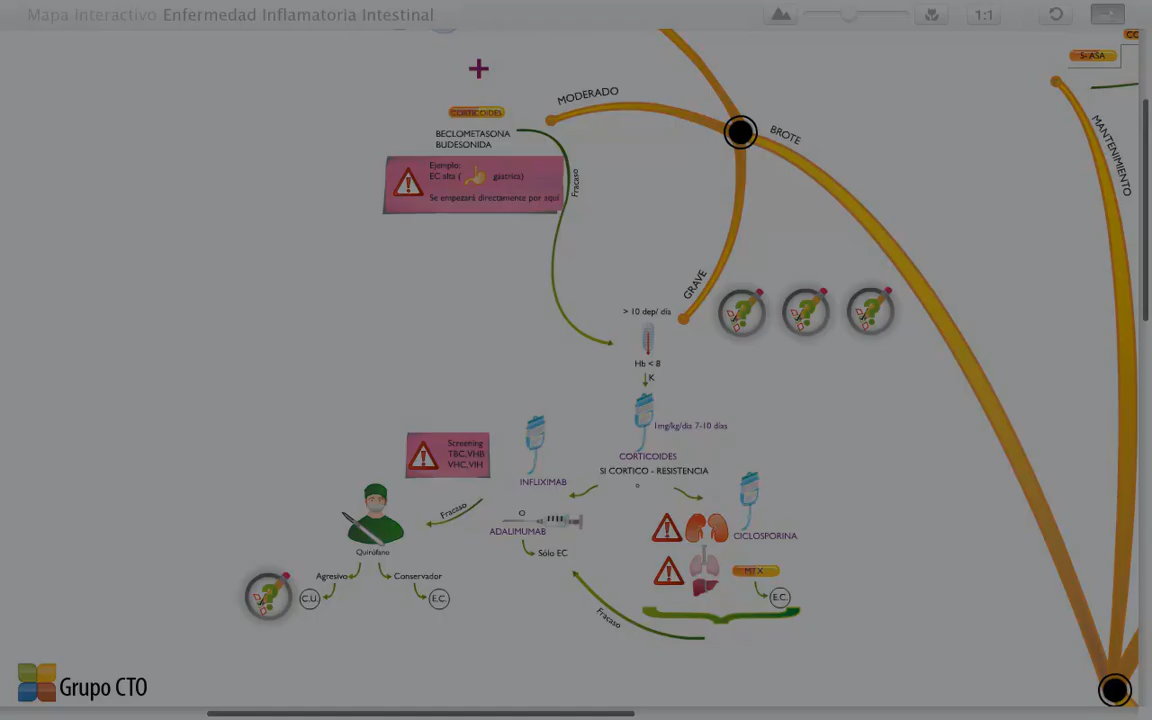 Mapa Interactivo Enfermedad Inflamatoria Intestinal
1:1
+
5-ASA
MODERADO
BROTE
MANTENIMIENTO
CORTICOIDES
BECLOMETASONA
BUDESONIDA
Ejemplo:
EC alta ( gástrica)
Se empezará directamente por aquí
Fracaso
GRAVE
> 10 dep/ día
Hb < 8
K
1mg/kg/día 7-10 días
CORTICOIDES
SI CORTICO - RESISTENCIA
Screening
TBC, VHB
VHC, VIH
INFLIXIMAB
Fracaso
O
ADALIMUMAB
Sólo EC
CICLOSPORINA
MTX
E.C.
Quirófano
Agresivo
Conservador
C.U.
E.C.
Fracaso
Grupo CTO